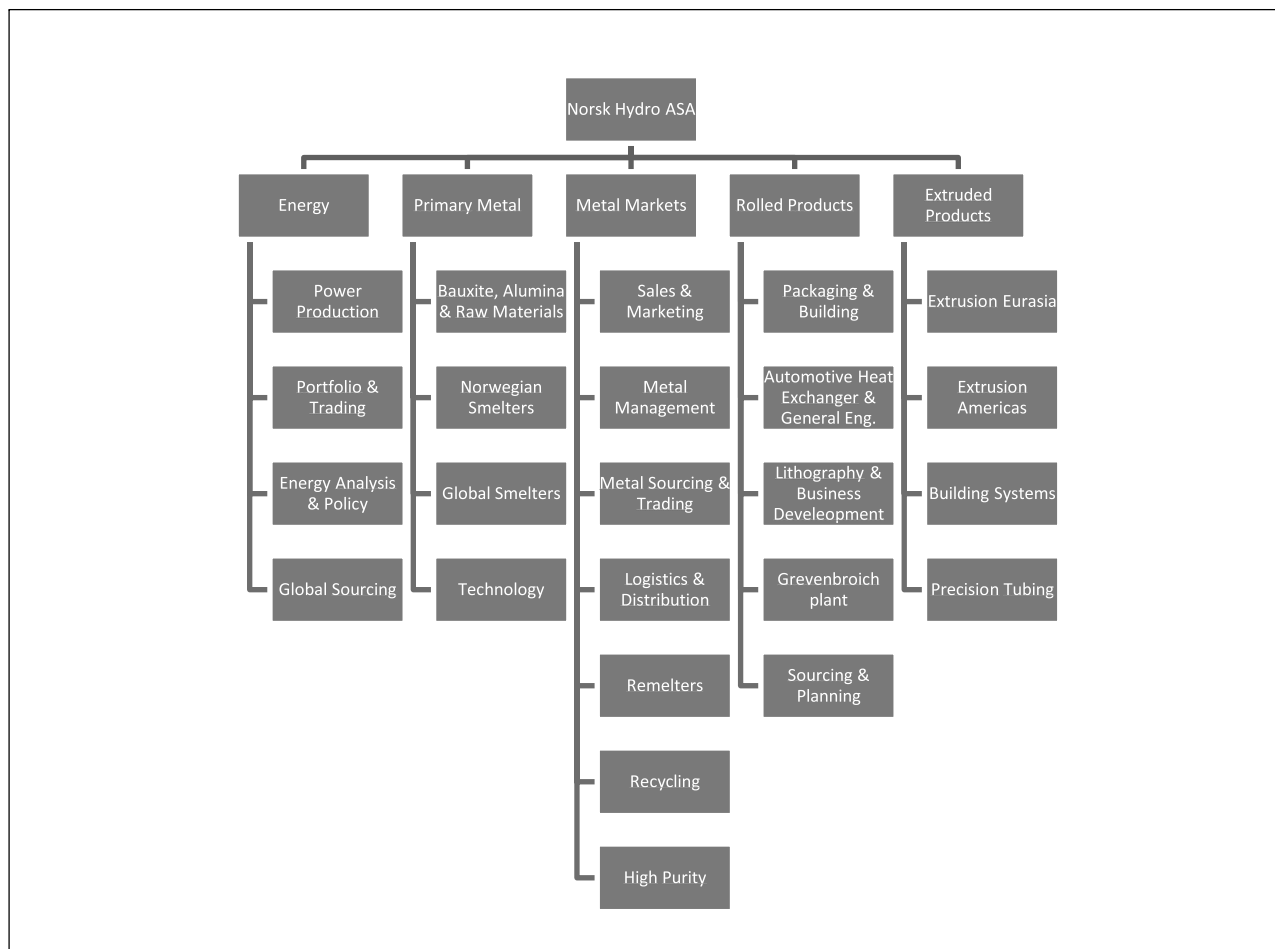 Norsk Hydro ASA
Energy
Power
Production
Portfolio &
Trading
Energy Analysis
& Policy
Global Sourcing
Primary Metal
Bauxite, Alumina
& Raw Materials
Norwegian
Smelters
Global Smelters
Technology
Metal Markets
Sales &
Marketing
Metal
Management
Metal Sourcing &
Trading
Logistics &
Distribution
Remelters
Recycling
High Purity
Rolled Products
Packaging &
Building
Automotive Heat
Exchanger &
General Eng.
Lithography &
Business
Develeopment
Grevenbroich
plant
Sourcing &
Planning
Extruded
Products
Extrusion Eurasia
Extrusion
Americas
Building Systems
Precision Tubing